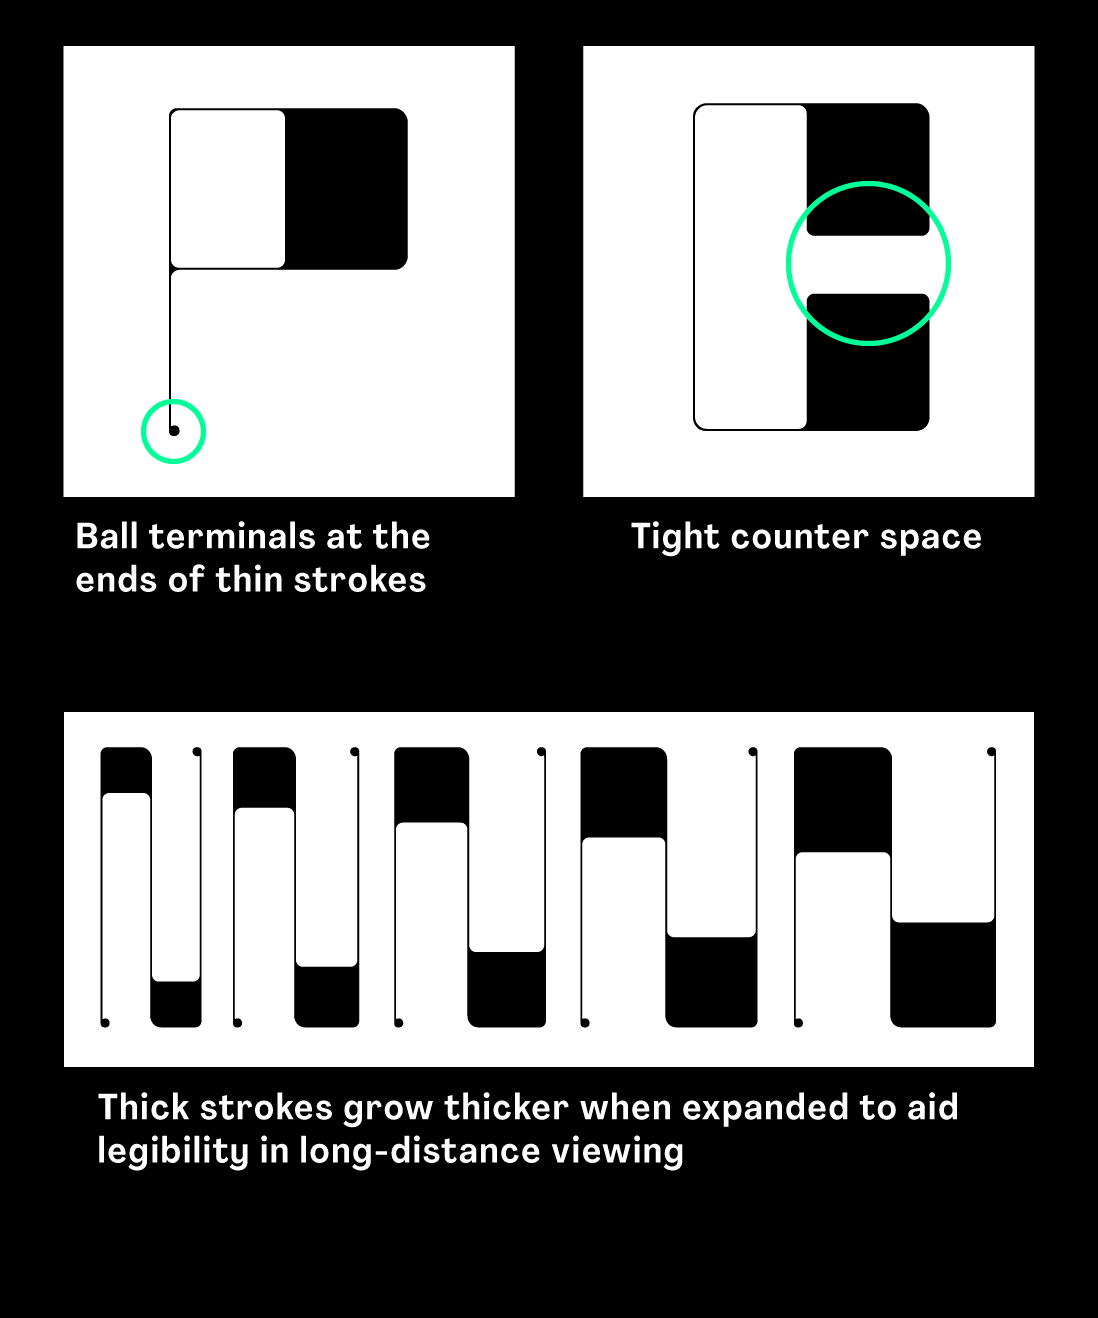 P
Ball terminals at the
ends of thin strokes
Tight counter space
N N N N N
Thick strokes grow thicker when expanded to aid
legibility in long-distance viewing